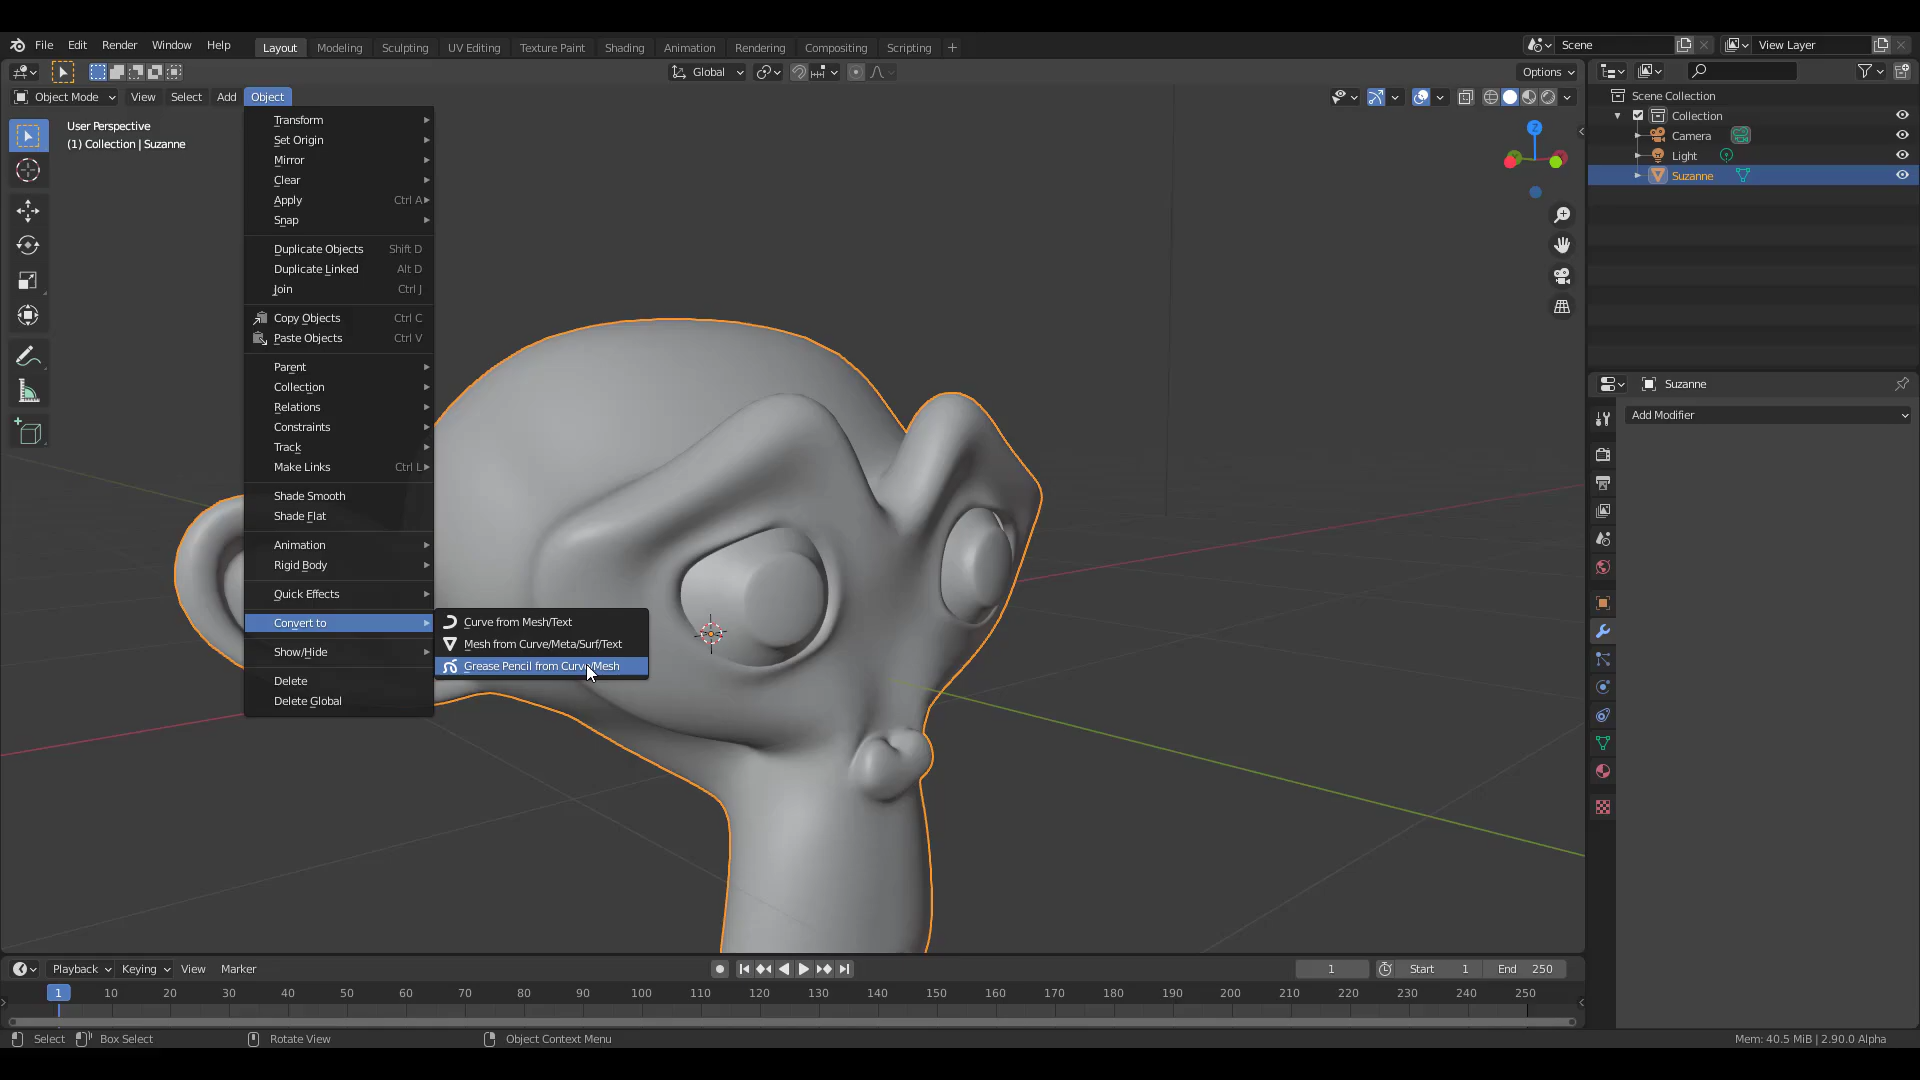 File Edit Render Window Help Layout Modeling Sculpting UV Editing Texture Paint Shading Animation Rendering Compositing Scripting + Scene View Layer
Global Options
Object Mode View Select Add Object
User Perspective
(1) Collection | Suzanne
Transform
Set Origin
Mirror
Clear
Apply Ctrl A
Snap
Duplicate Objects Shift D
Duplicate Linked Alt D
Join Ctrl J
Copy Objects Ctrl C
Paste Objects Ctrl V
Parent
Collection
Relations
Constraints
Track
Make Links Ctrl L
Shade Smooth
Shade Flat
Animation
Rigid Body
Quick Effects
Convert to
Show/Hide
Delete
Delete Global
Curve from Mesh/Text
Mesh from Curve/Meta/Surf/Text
Grease Pencil from Curve/Mesh
Z
Scene Collection
Collection
Camera
Light
Suzanne
Suzanne
Add Modifier
Playback Keying View Marker 1 Start 1 End 250
1 10 20 30 40 50 60 70 80 90 100 110 120 130 140 150 160 170 180 190 200 210 220 230 240 250
Select Box Select Rotate View Object Context Menu Mem: 40.5 MiB | 2.90.0 Alpha